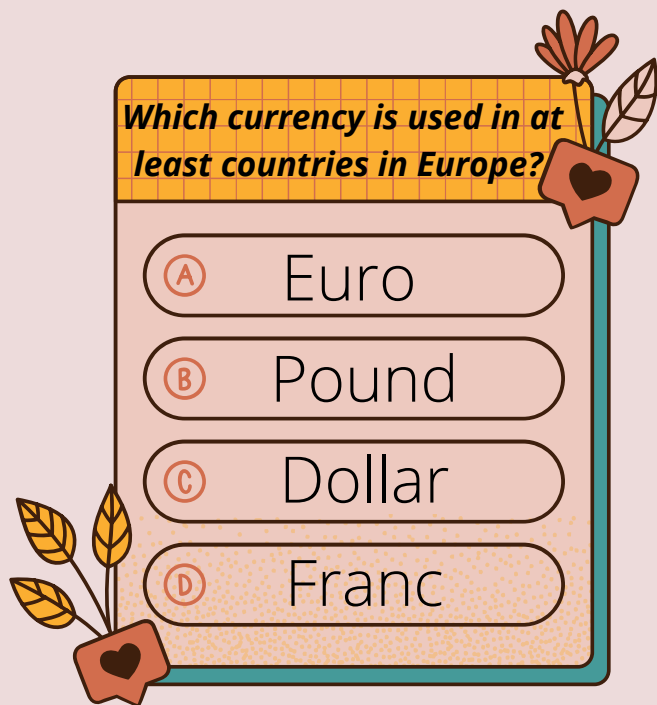 Which currency is used in at
least countries in Europe?
A Euro
B Pound
C Dollar
D Franc